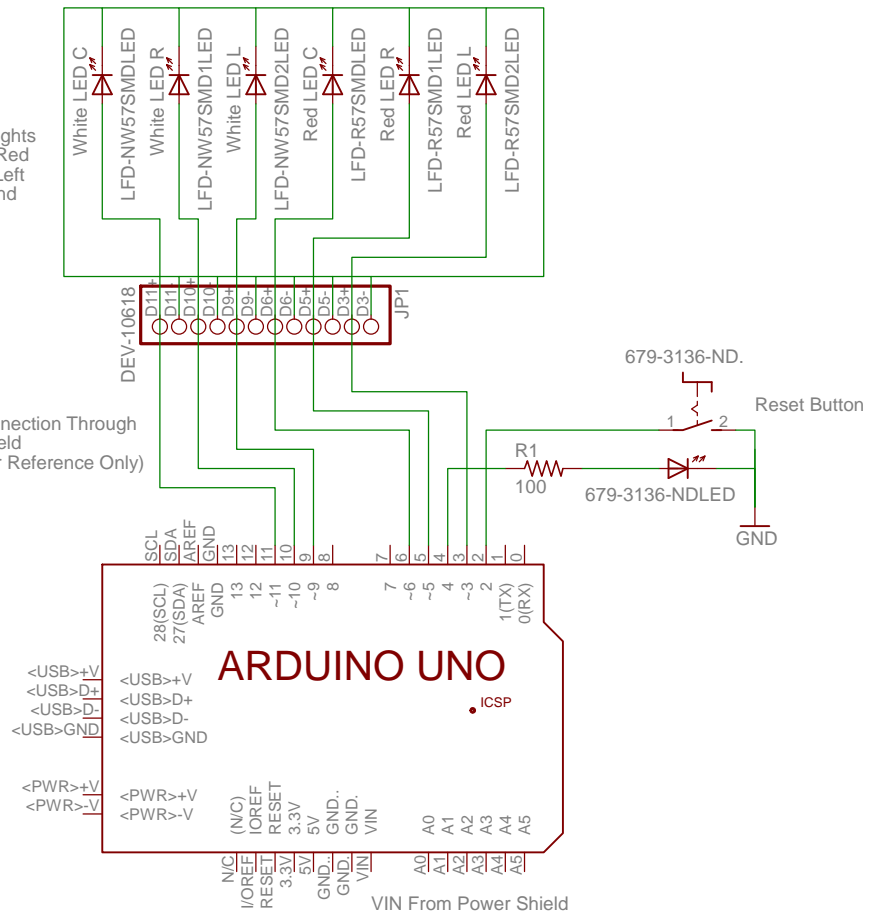 White LED C
LFD-NW57SMDLED
White LED R
LFD-NW57SMD1LED
White LED L
LFD-NW57SMD2LED
Red LED C
LFD-R57SMDLED
Red LED R
LFD-R57SMD1LED
Red LED L
LFD-R57SMD2LED
ghts
Red
Left
nd
D11+
D11-
D10+
D10-
D9+
D9-
D6+
D6-
D5+
D5-
D3+
D3-
DEV-10618
JP1
679-3136-ND.
Reset Button
1
2
nnection Through
eld
r Reference Only)
R1
100
679-3136-NDLED
GND
SCL
SDA
AREF
GND
13
12
11
10
9
8
7
6
5
4
3
2
1
0
28(SCL)
27(SDA)
AREF
GND
13
12
~11
~10
~9
8
7
~6
~5
4
~3
2
1(TX)
0(RX)
ARDUINO UNO
ICSP
<USB>+V
<USB>D+
<USB>D-
<USB>GND
<USB>+V
<USB>D+
<USB>D-
<USB>GND
<PWR>+V
<PWR>-V
<PWR>+V
<PWR>-V
(N/C)
IOREF
RESET
3.3V
5V
GND..
GND.
VIN
A0
A1
A2
A3
A4
A5
N/C
I/OREF
RESET
3.3V
5V
GND..
GND.
VIN
A0
A1
A2
A3
A4
A5
VIN From Power Shield